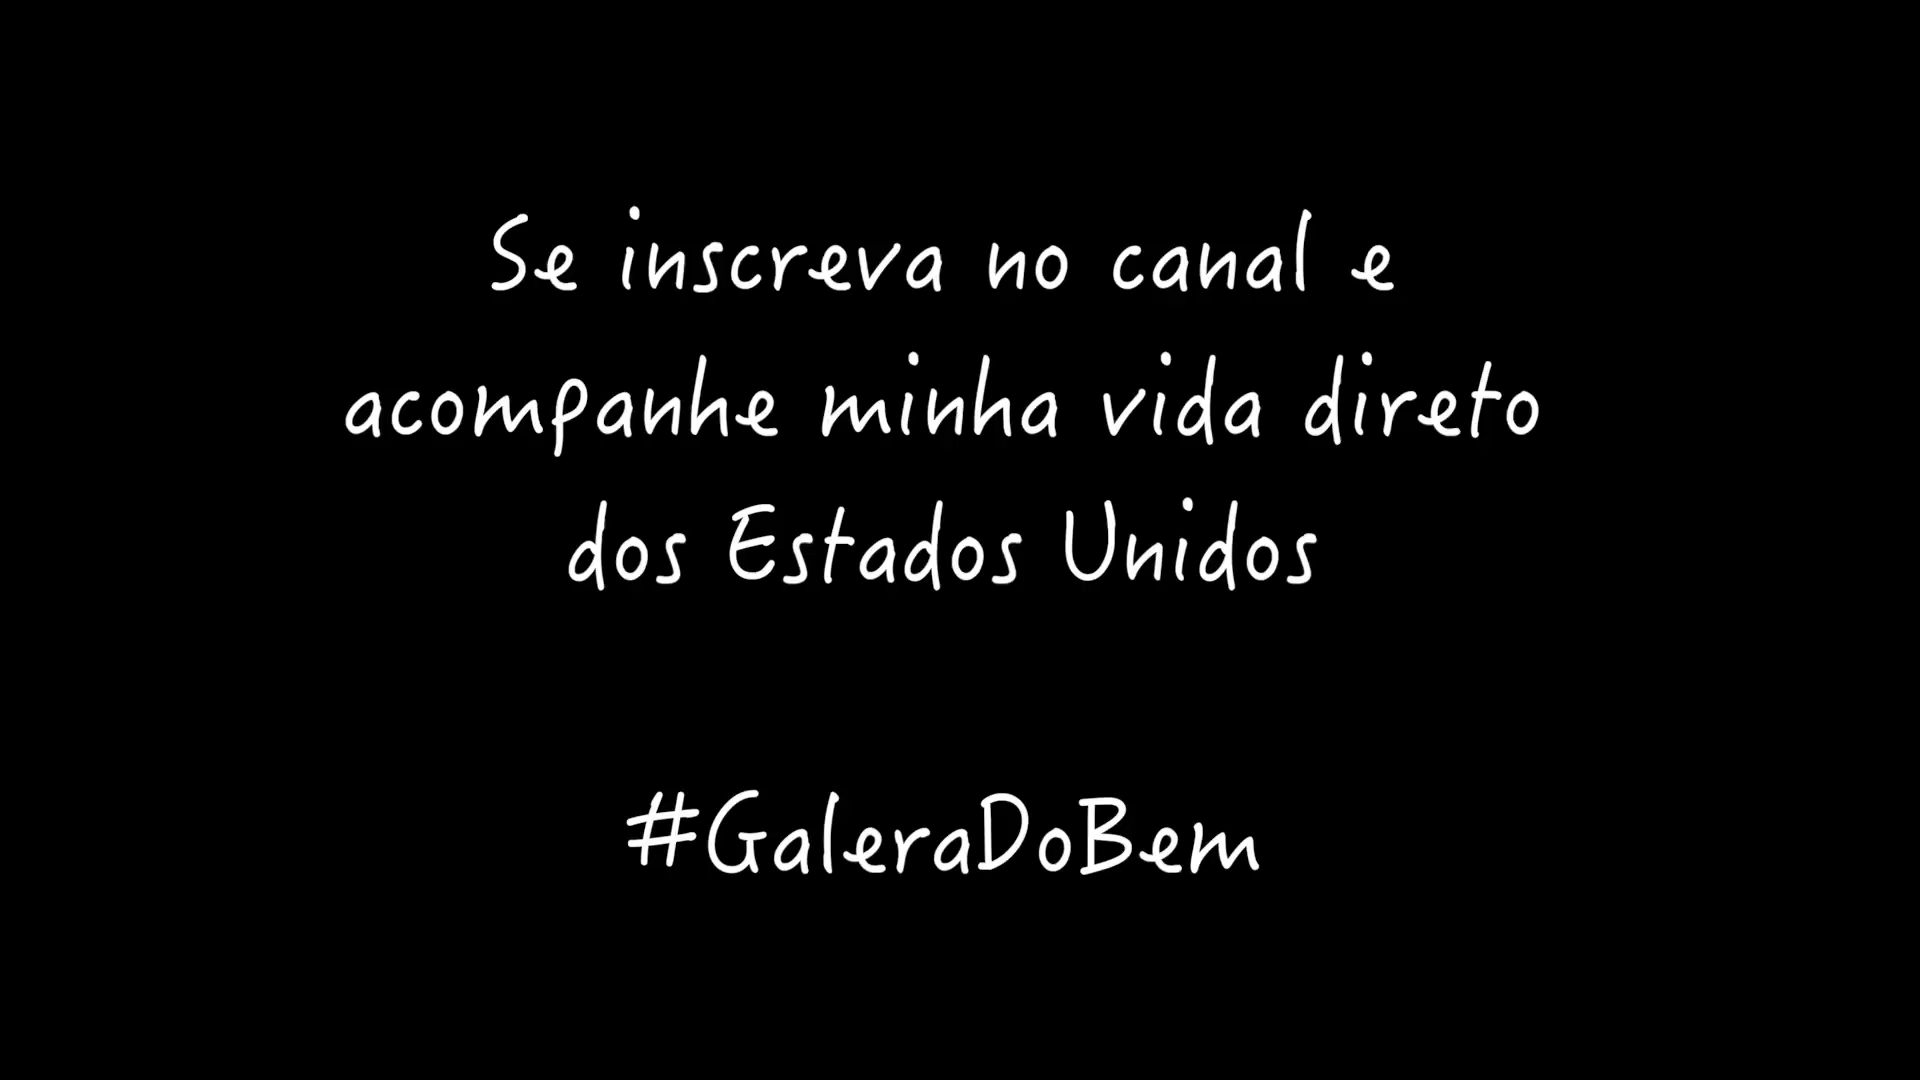 Se inscreva no canal e
acompanhe minha vida direto
dos Estados Unidos
#GaleraDoBem